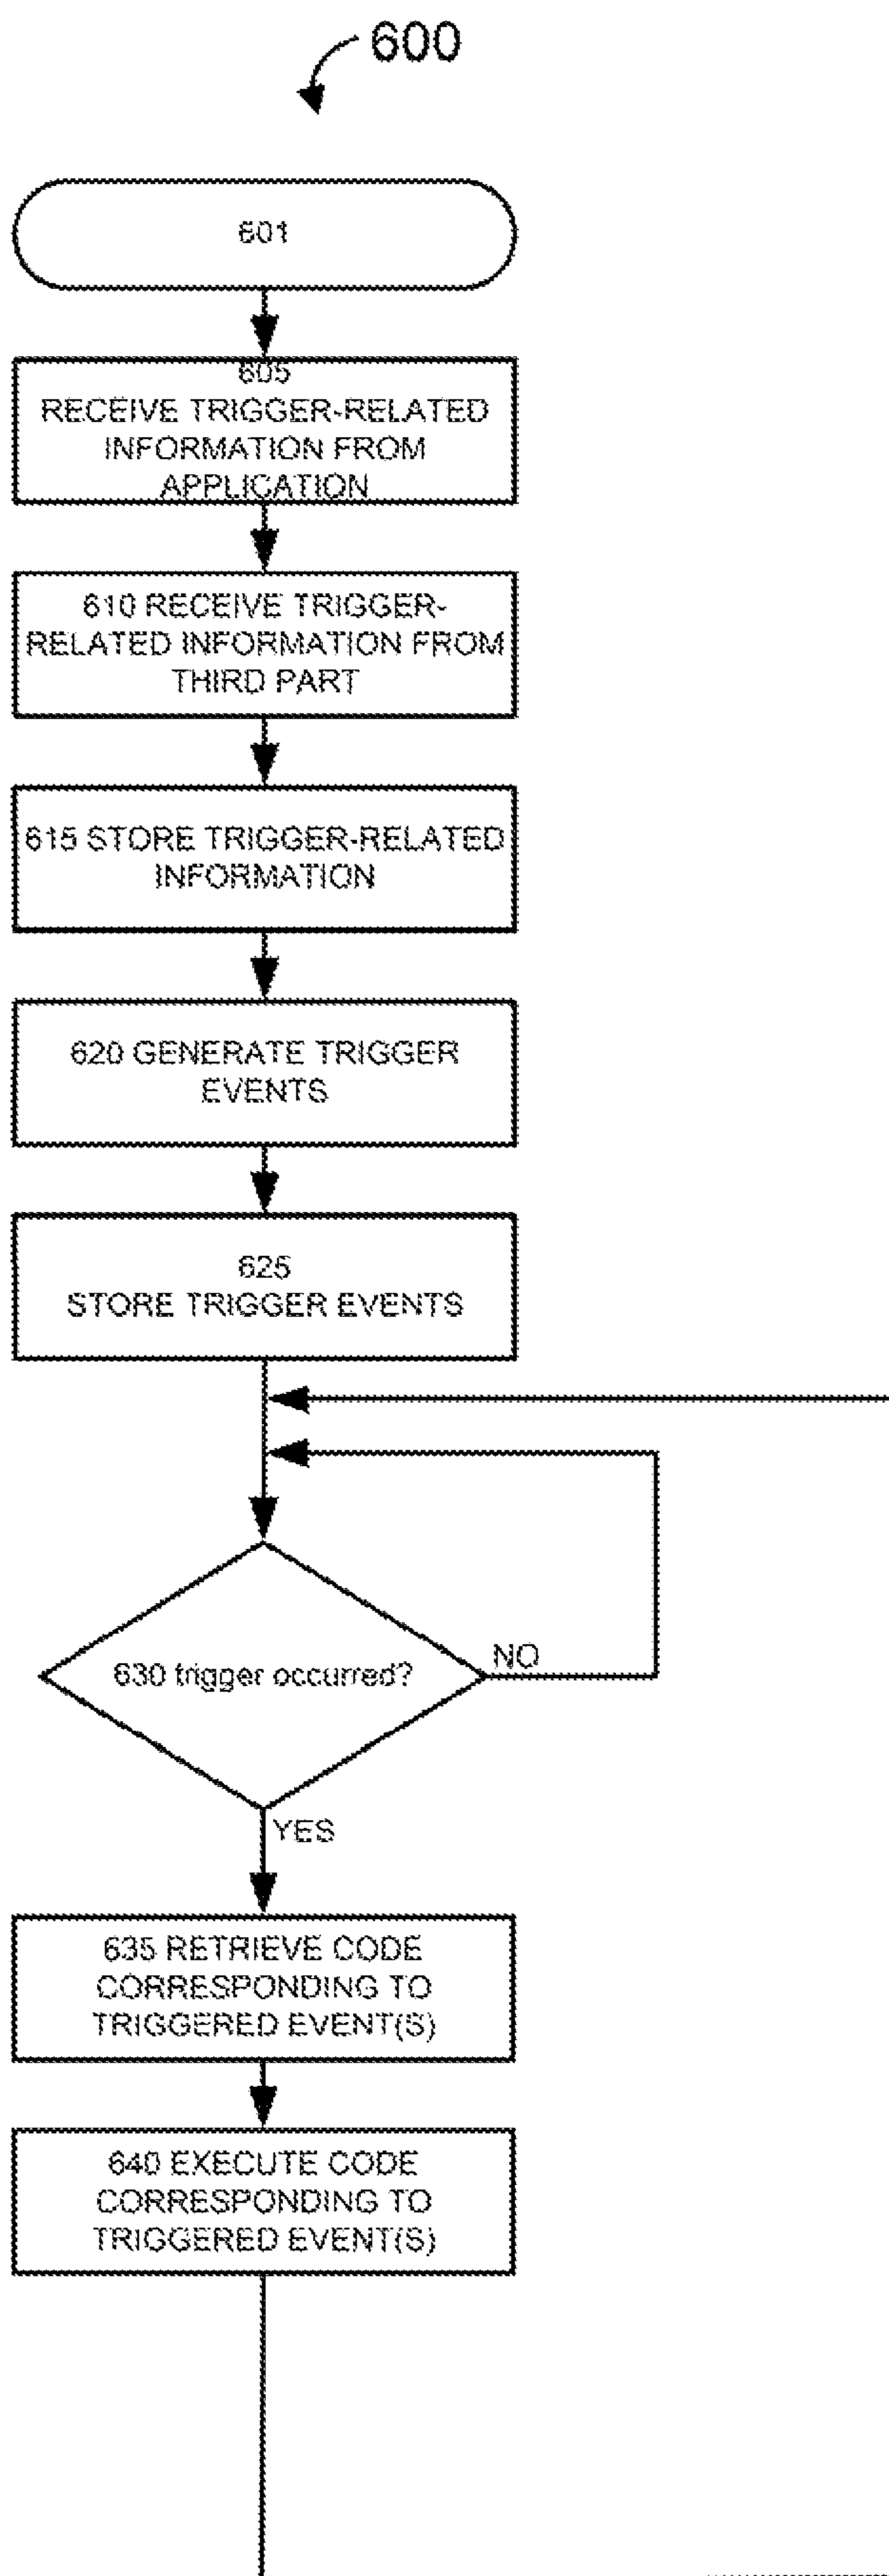 600
601
605
RECEIVE TRIGGER-RELATED
INFORMATION FROM
APPLICATION
610 RECEIVE TRIGGER-
RELATED INFORMATION FROM
THIRD PART
615 STORE TRIGGER-RELATED
INFORMATION
620 GENERATE TRIGGER
EVENTS
625
STORE TRIGGER EVENTS
630 trigger occurred?
NO
YES
635 RETRIEVE CODE
CORRESPONDING TO
TRIGGERED EVENT(S)
640 EXECUTE CODE
CORRESPONDING TO
TRIGGERED EVENT(S)